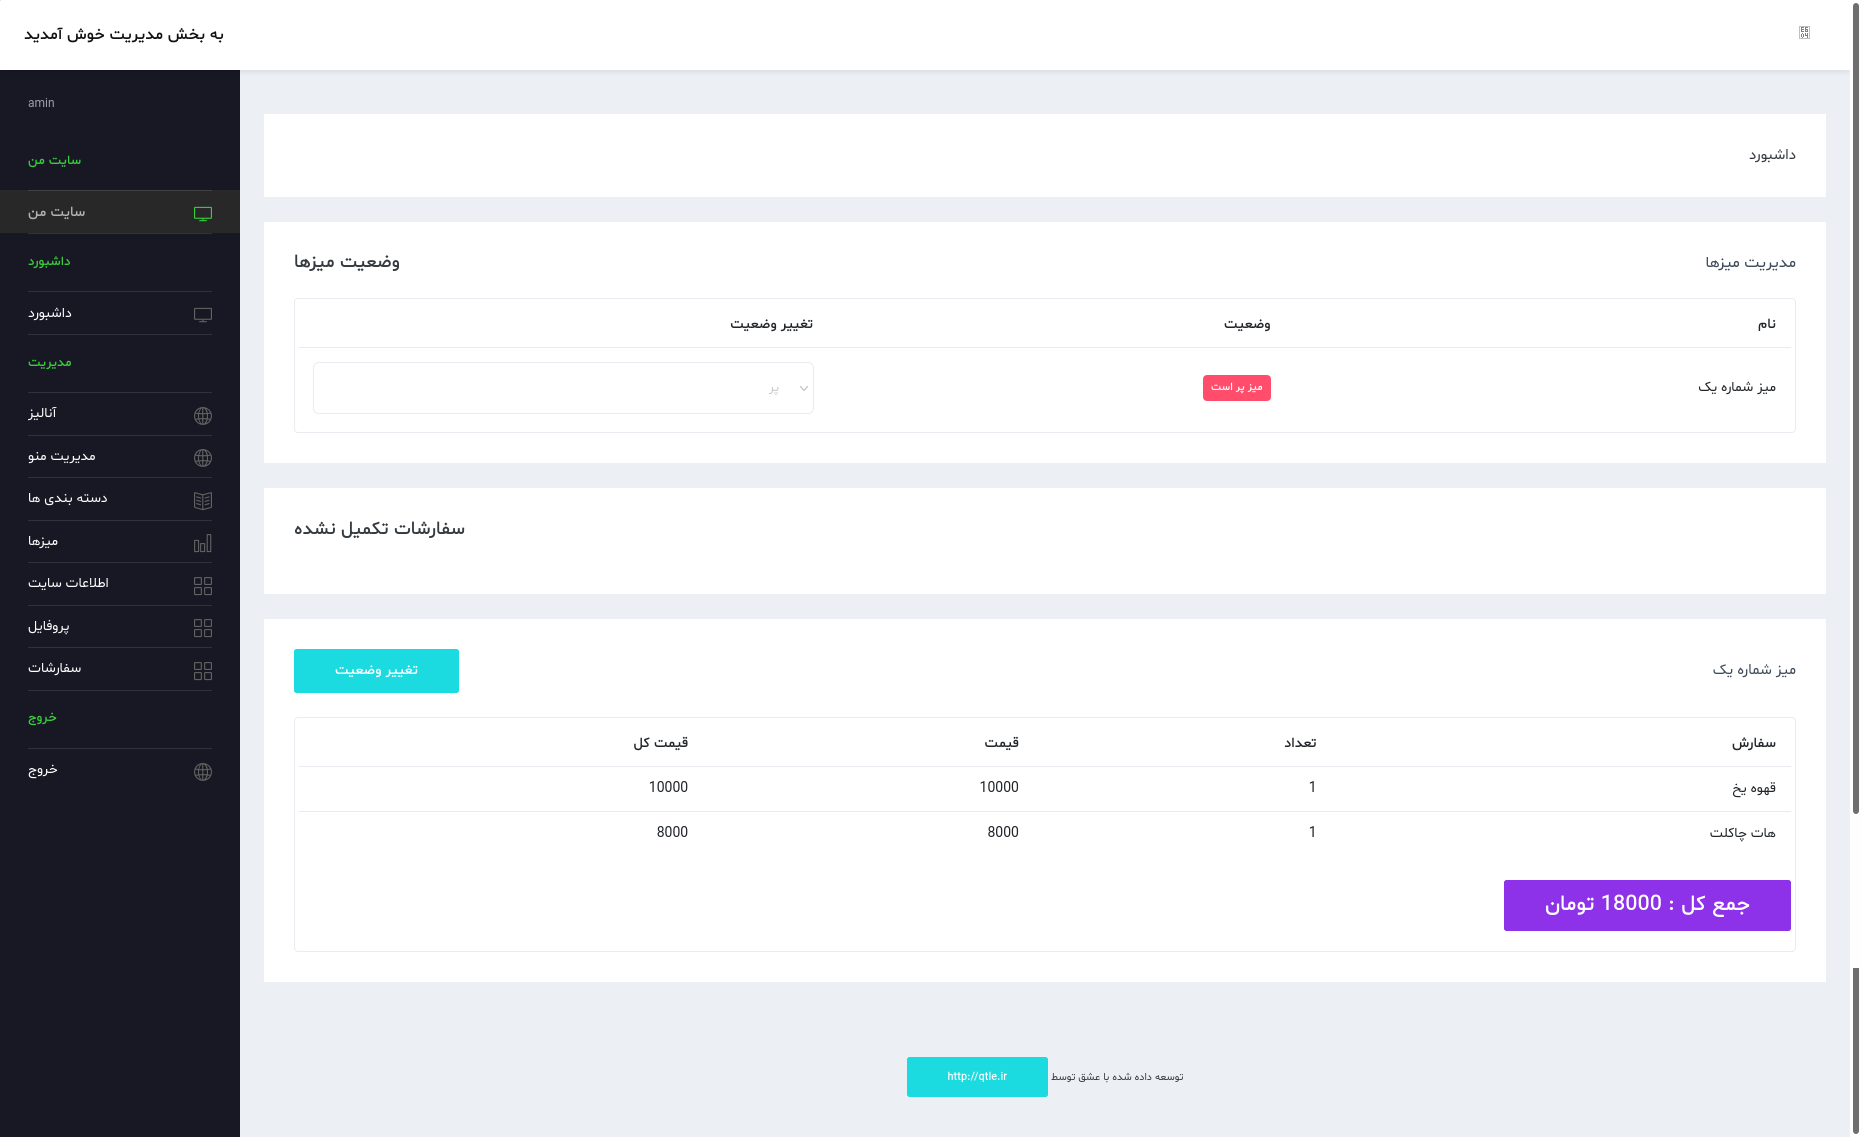 به بخش مدیریت خوش آمدید
amin
سایت من
سایت من
داشبورد
داشبورد
مدیریت
آنالیز
مدیریت منو
دسته بندی ها
میزها
اطلاعات سایت
پروفایل
سفارشات
خروج
خروج
داشبورد
مدیریت میزها
وضعیت میزها
نام وضعیت تغییر وضعیت
میز شماره یک میز پر است پر
سفارشات تکمیل نشده
میز شماره یک
تغییر وضعیت
سفارش تعداد قیمت قیمت کل
قهوه یخ 1 10000 10000
هات چاکلت 1 8000 8000
جمع کل : 18000 تومان
توسعه داده شده با عشق توسط http://qtle.ir